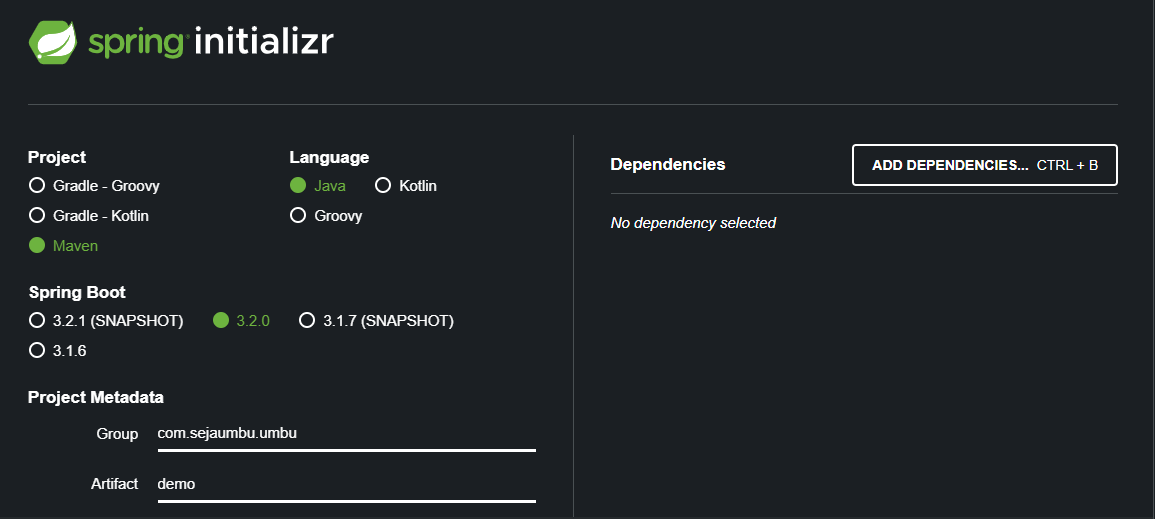 spring initializr
Project
Gradle - Groovy
Gradle - Kotlin
Maven
Language
Java Kotlin
Groovy
Spring Boot
3.2.1 (SNAPSHOT) 3.2.0 3.1.7 (SNAPSHOT)
3.1.6
Project Metadata
Group com.sejaumbu.umbu
Artifact demo
Dependencies
ADD DEPENDENCIES... CTRL + B
No dependency selected